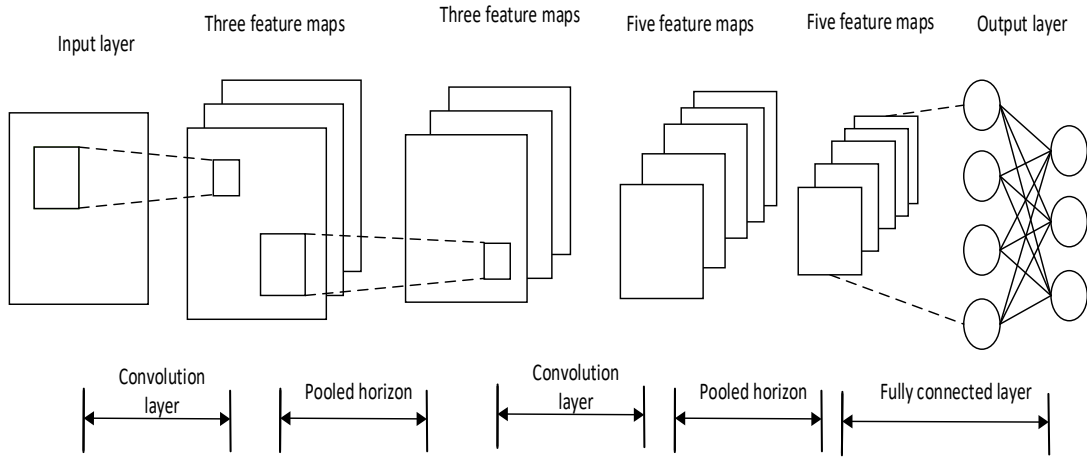 Input layer
Three feature maps
Three feature maps
Five feature maps
Five feature maps
Output layer
Convolution
layer
Pooled horizon
Convolution
layer
Pooled horizon
Fully connected layer